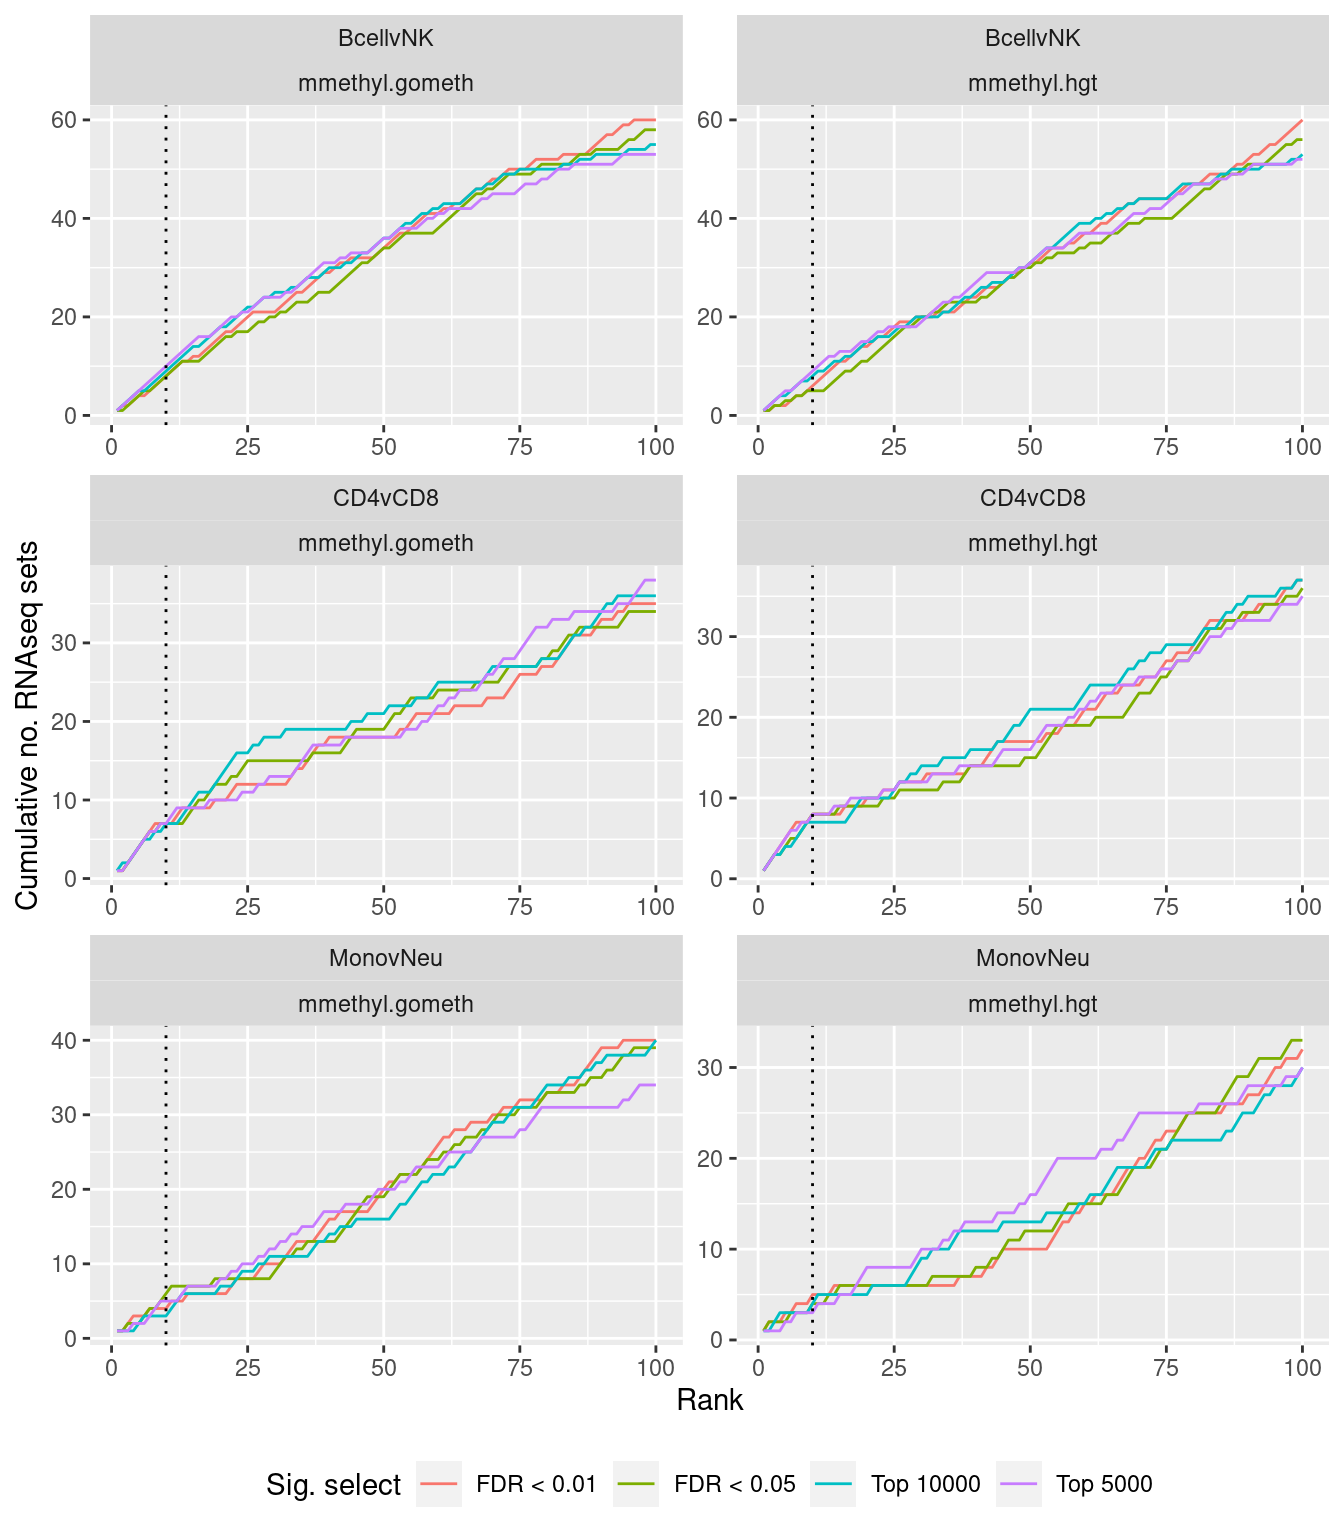 BcellvNK
mmethyl.gometh
60
40
20
0
0 25 50 75 100
BcellvNK
mmethyl.hgt
60
40
20
0
0 25 50 75 100
CD4vCD8
mmethyl.gometh
30
20
10
0
0 25 50 75 100
CD4vCD8
mmethyl.hgt
30
20
10
0
0 25 50 75 100
MonovNeu
mmethyl.gometh
40
30
20
10
0
0 25 50 75 100
MonovNeu
mmethyl.hgt
30
20
10
0
0 25 50 75 100
Cumulative no. RNAseq sets
Rank
Sig. select FDR < 0.01 FDR < 0.05 Top 10000 Top 5000